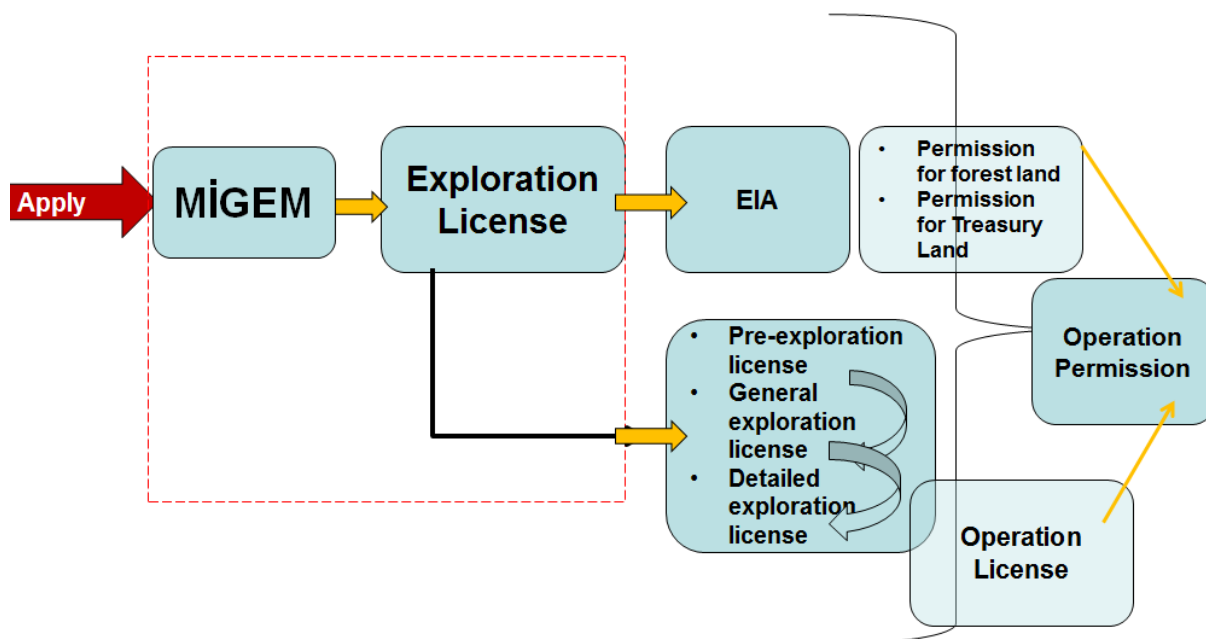 Apply
MİGEM
Exploration
License
EIA
• Permission
for forest land
• Permission
for Treasury
Land
• Pre-exploration
license
• General
exploration
license
• Detailed
exploration
license
Operation
Permission
Operation
License